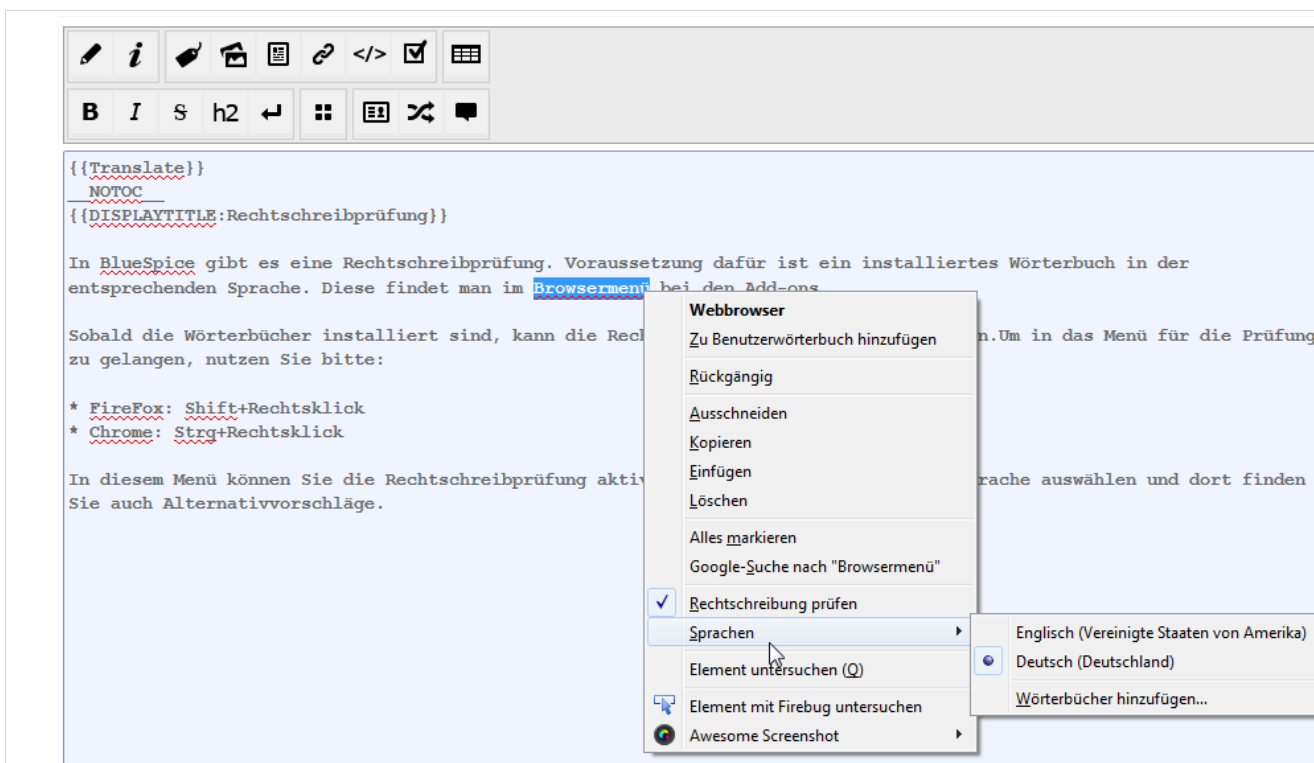 i </>
B I S h2
{{Translate}}
__NOTOC__
{{DISPLAYTITLE:Rechtschreibprüfung}}
In BlueSpice gibt es eine Rechtschreibprüfung. Voraussetzung dafür ist ein installiertes Wörterbuch in der
entsprechenden Sprache. Diese findet man im Browsermenü bei den Add-ons
Sobald die Wörterbücher installiert sind, kann die n.Um in das Menü für die Prüfung
zu gelangen, nutzen Sie bitte:
* FireFox: Shift+Rechtsklick
* Chrome: Strg+Rechtsklick
In diesem Menü können Sie die Rechtschreibprüfung auswählen und dort finden
Sie auch Alternativvorschläge.
Webbrowser
Zu Benutzerwörterbuch hinzufügen
Rückgängig
Ausschneiden
Kopieren
Einfügen
Löschen
Alles markieren
Google-Suche nach "Browsermenü"
Rechtschreibung prüfen
Sprachen
Element untersuchen (Q)
Element mit Firebug untersuchen
Awesome Screenshot
Englisch (Vereinigte Staaten von Amerika)
Deutsch (Deutschland)
Wörterbücher hinzufügen...